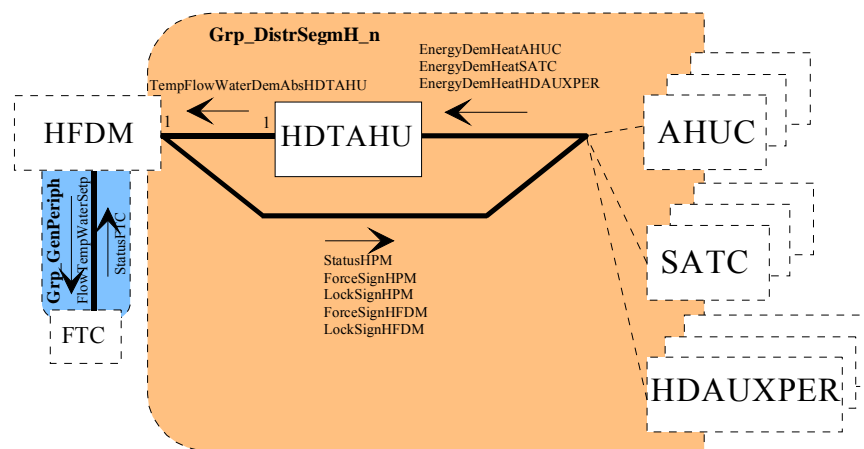 Grp_DistrSegmH_n
EnergyDemHeatAHUC
EnergyDemHeatSATC
EnergyDemHeatHDAUXPER
TempFlowWaterDemAbsHDTAHU
HFDM
1
1
HDTAHU
AHUC
Grp_GenPeriph
FlowTempWaterSetp
StatusFTC
StatusHPM
ForceSignHPM
LockSignHPM
ForceSignHFDM
LockSignHFDM
SATC
FTC
HDAUXPER